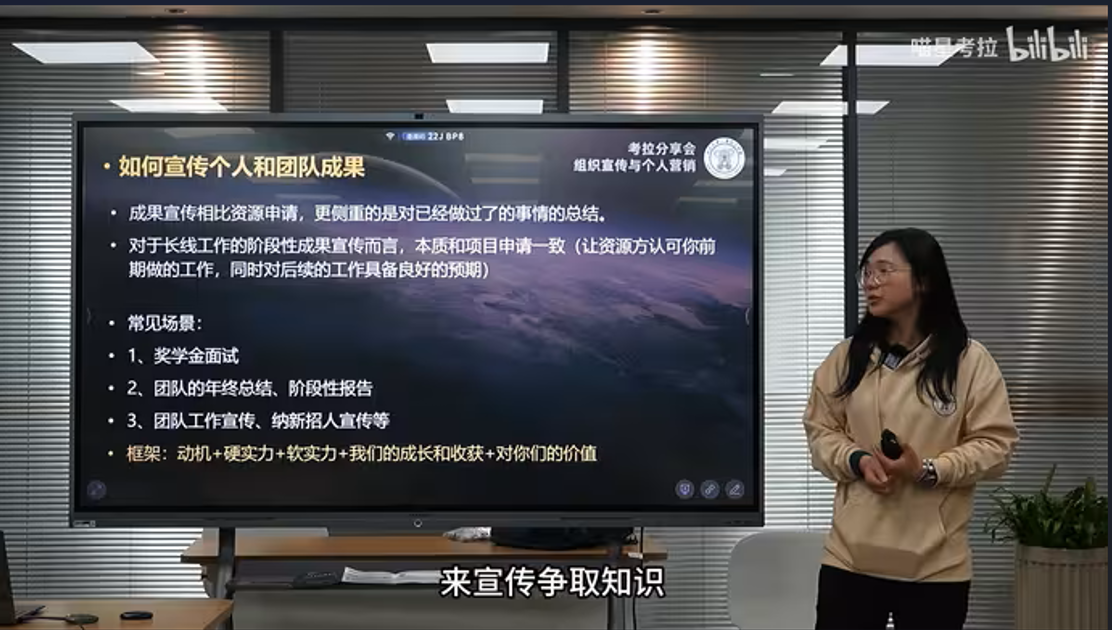 喵星考拉 bilibili
22J BP8
考拉分享会
组织宣传与个人营销
• 如何宣传个人和团队成果
• 成果宣传相比资源申请，更侧重的是对已经做过了的事情的总结。
• 对于长线工作的阶段性成果宣传而言，本质和项目申请一致（让资源方认可你前
期做的工作，同时对后续的工作具备良好的预期）
• 常见场景：
• 1、奖学金面试
• 2、团队的年终总结、阶段性报告
• 3、团队工作宣传、纳新招人宣传等
• 框架：动机+硬实力+软实力+我们的成长和收获+对你们的价值
来宣传争取知识